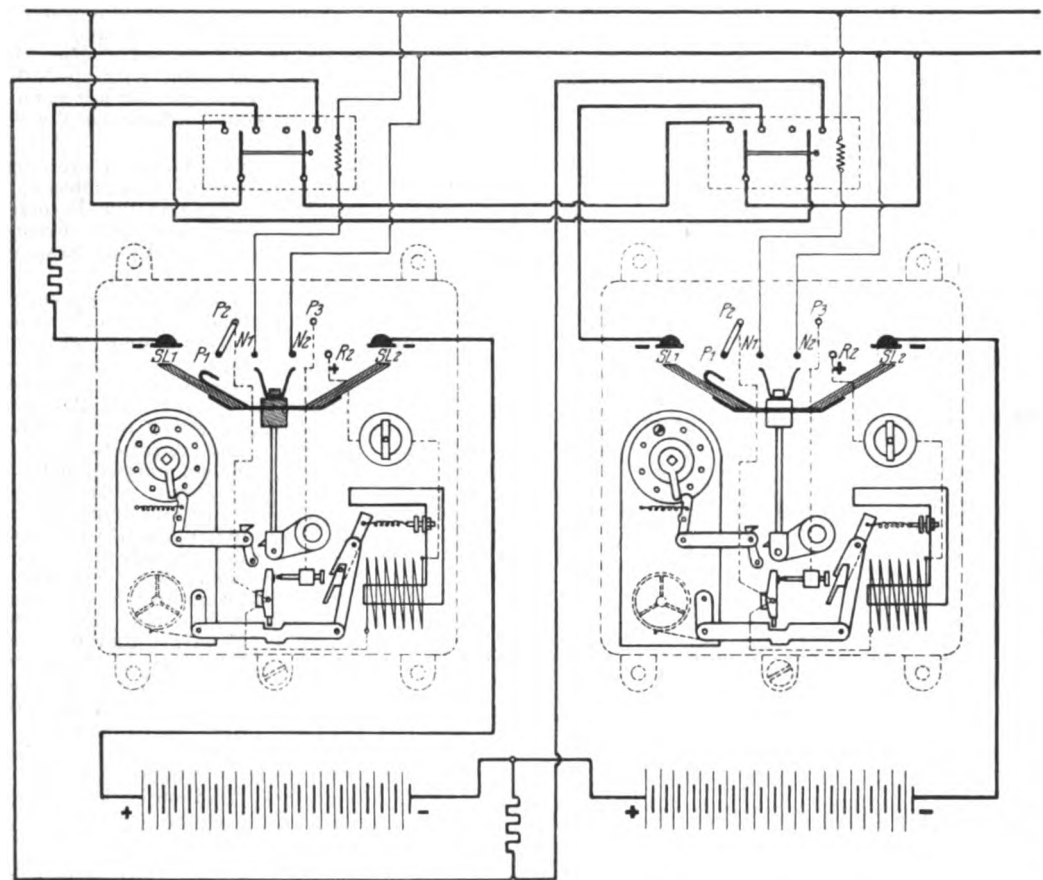 P2 P3
N1 N2
P1 R2
- SL1 + SL2 -
P2 P3
N1 N2
P1 R2
- SL1 + SL2 -
+ - + -